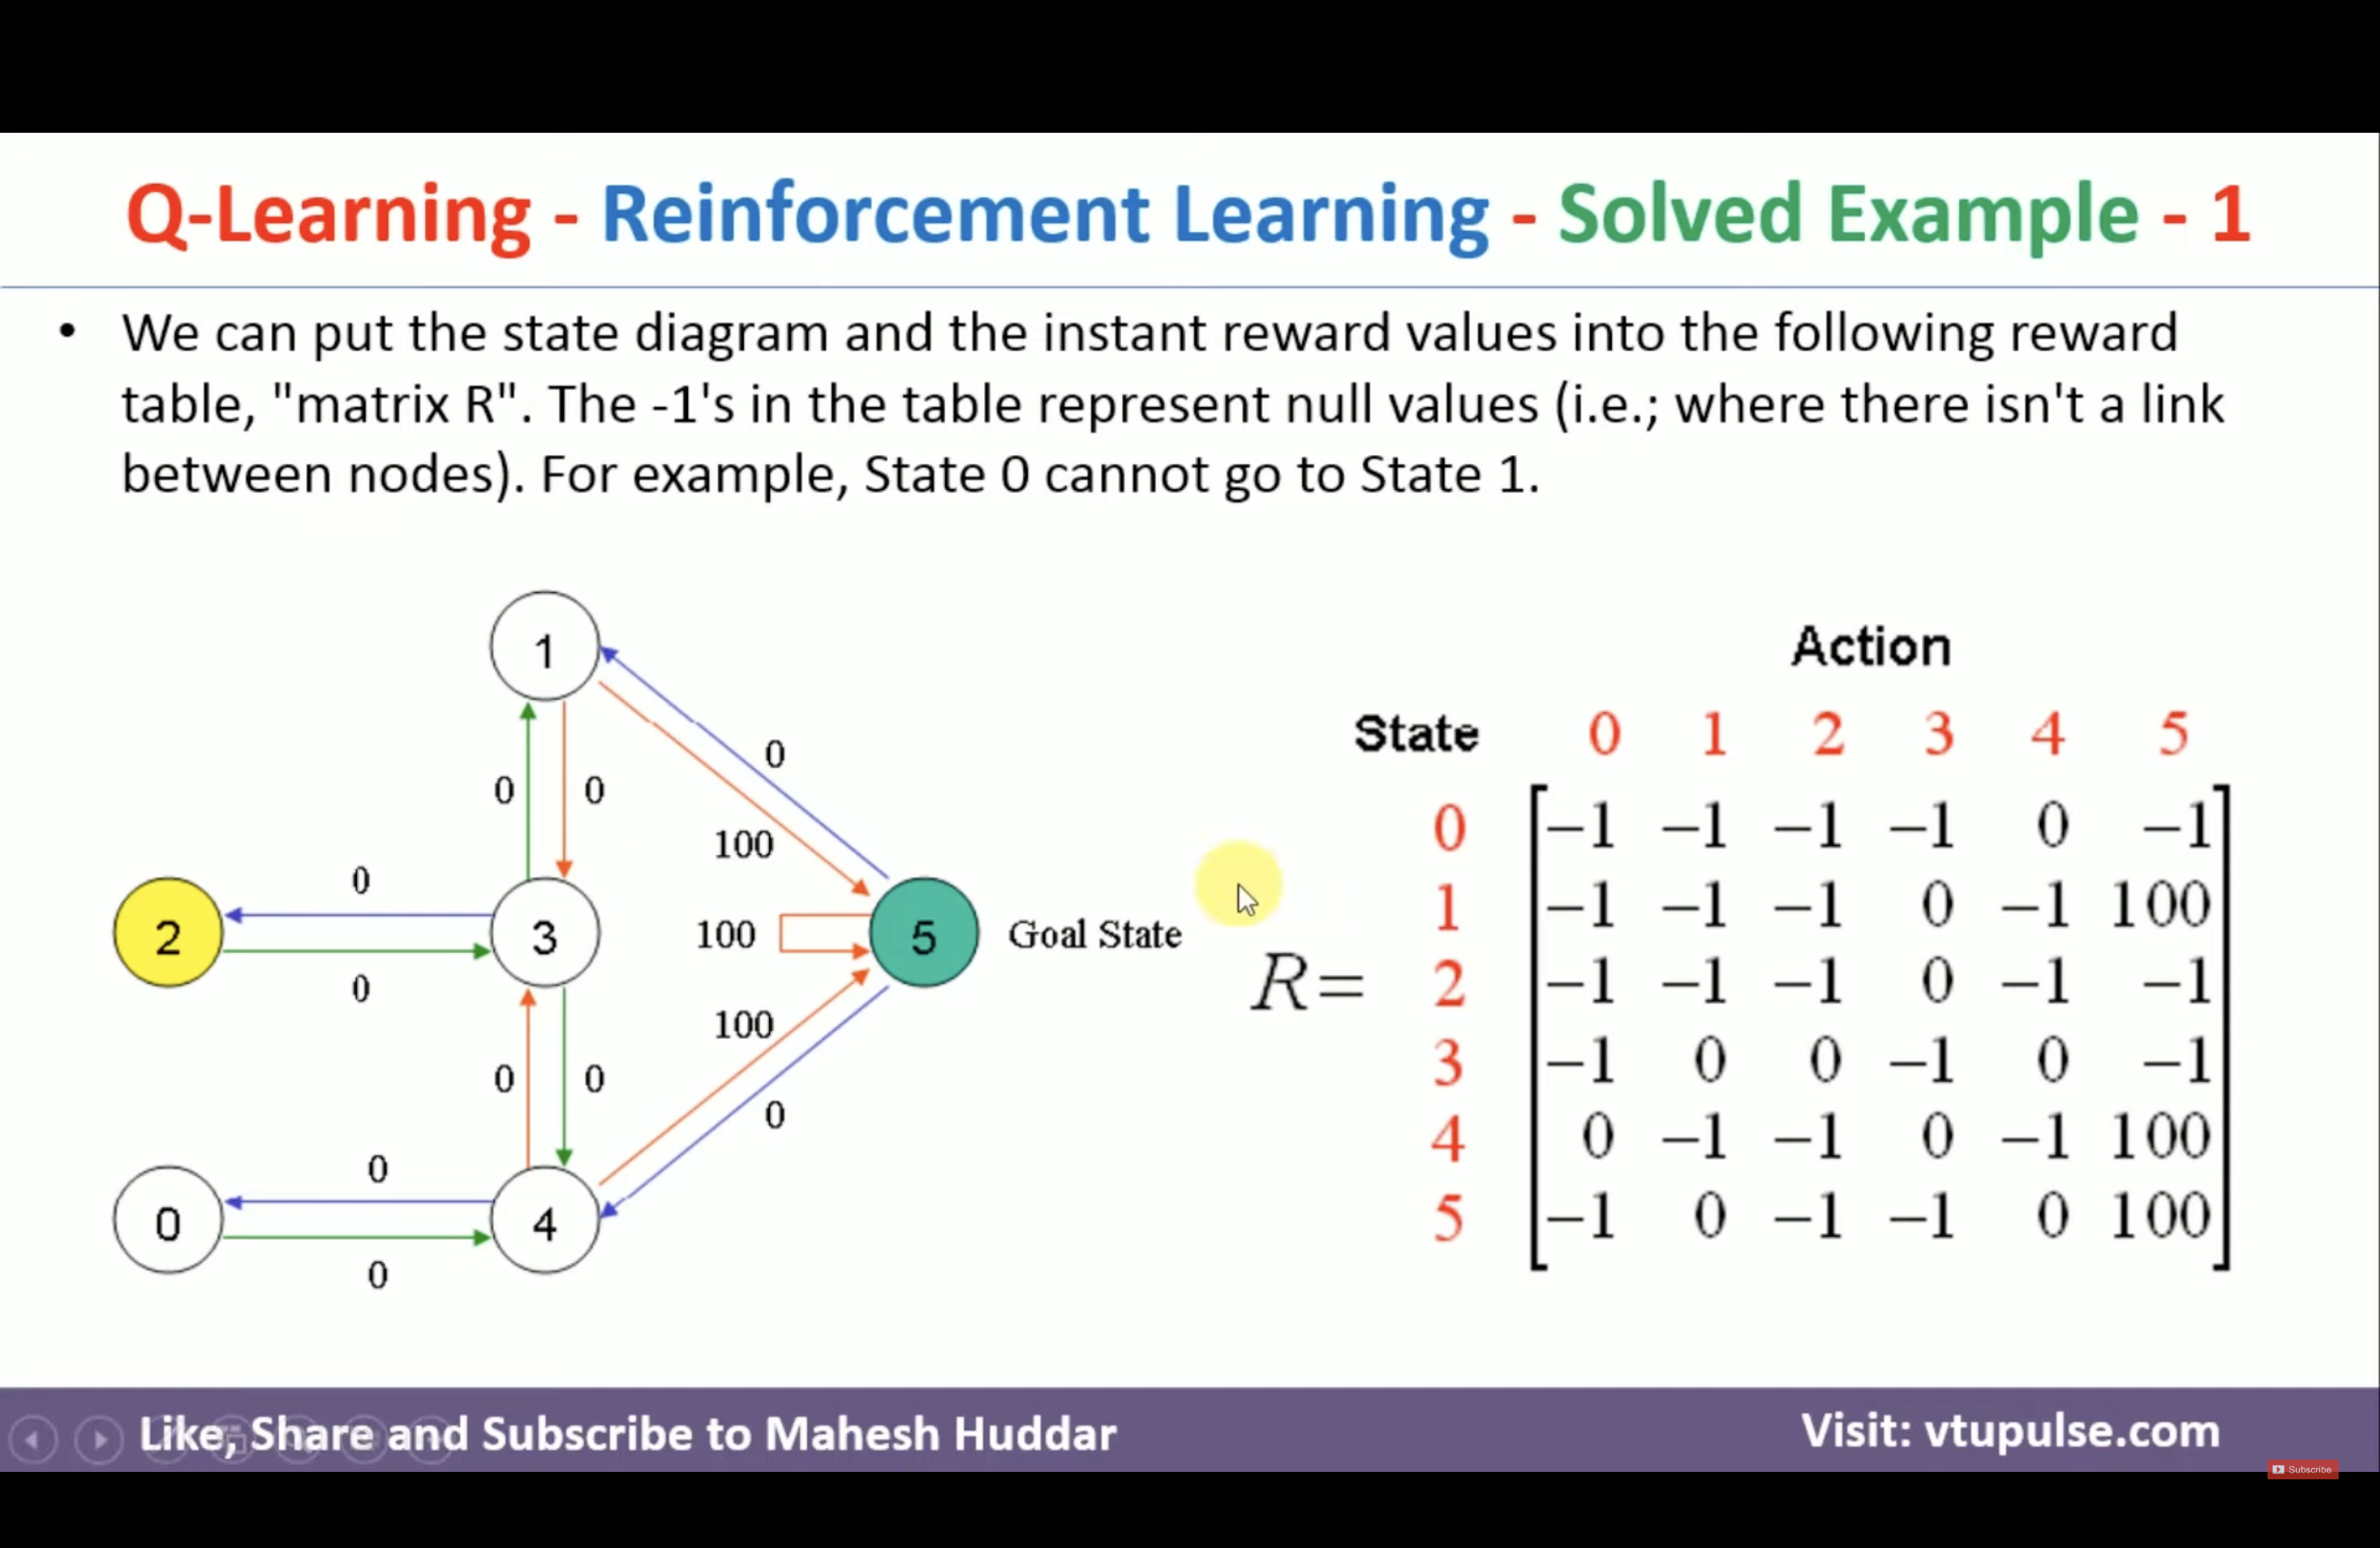 Q-Learning - Reinforcement Learning - Solved Example - 1
• We can put the state diagram and the instant reward values into the following reward
table, "matrix R". The -1's in the table represent null values (i.e.; where there isn't a link
between nodes). For example, State 0 cannot go to State 1.
1
0
0 0
100
0
2
3
100
5
Goal State
0
100
0 0
0
0
0
4
0
Action
State 0 1 2 3 4 5
0 −1 −1 −1 −1 0 −1
1 −1 −1 −1 0 −1 100
R= 2 −1 −1 −1 0 −1 −1
3 −1 0 0 −1 0 −1
4 0 −1 −1 0 −1 100
5 −1 0 −1 −1 0 100
Like, Share and Subscribe to Mahesh Huddar
Visit: vtupulse.com
Subscribe